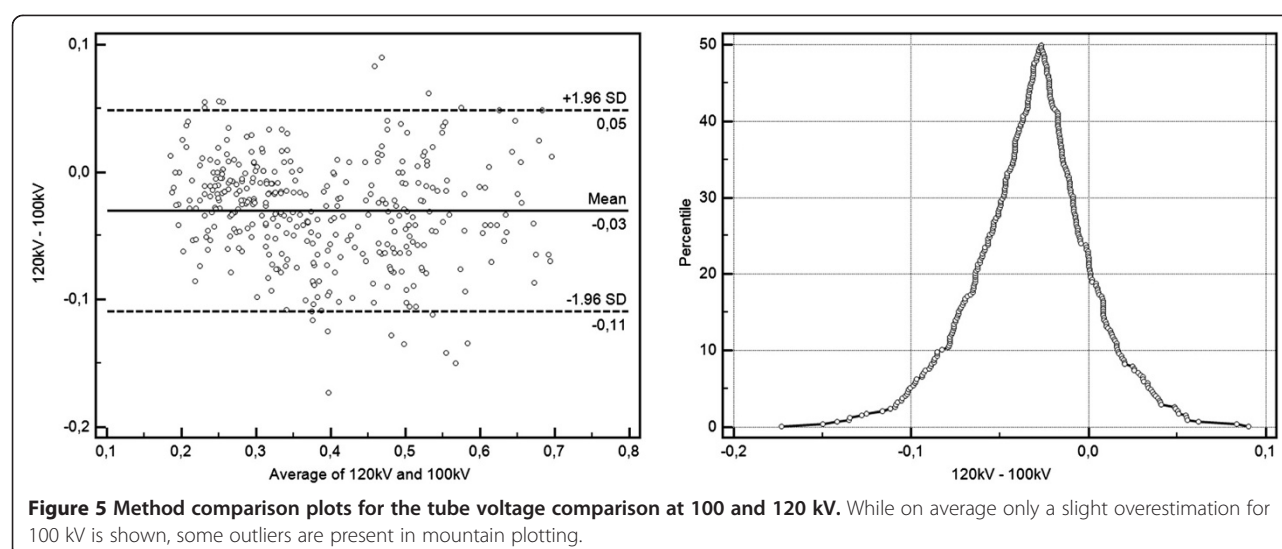 0,1
0,0
-0,1
-0,2
120kV - 100kV
+1.96 SD
0,05
Mean
-0,03
-1.96 SD
-0,11
0,1 0,2 0,3 0,4 0,5 0,6 0,7 0,8
Average of 120kV and 100kV
50
40
30
20
10
0
Percentile
-0,2 -0,1 0,0 0,1
120kV - 100kV
Figure 5 Method comparison plots for the tube voltage comparison at 100 and 120 kV. While on average only a slight overestimation for
100 kV is shown, some outliers are present in mountain plotting.